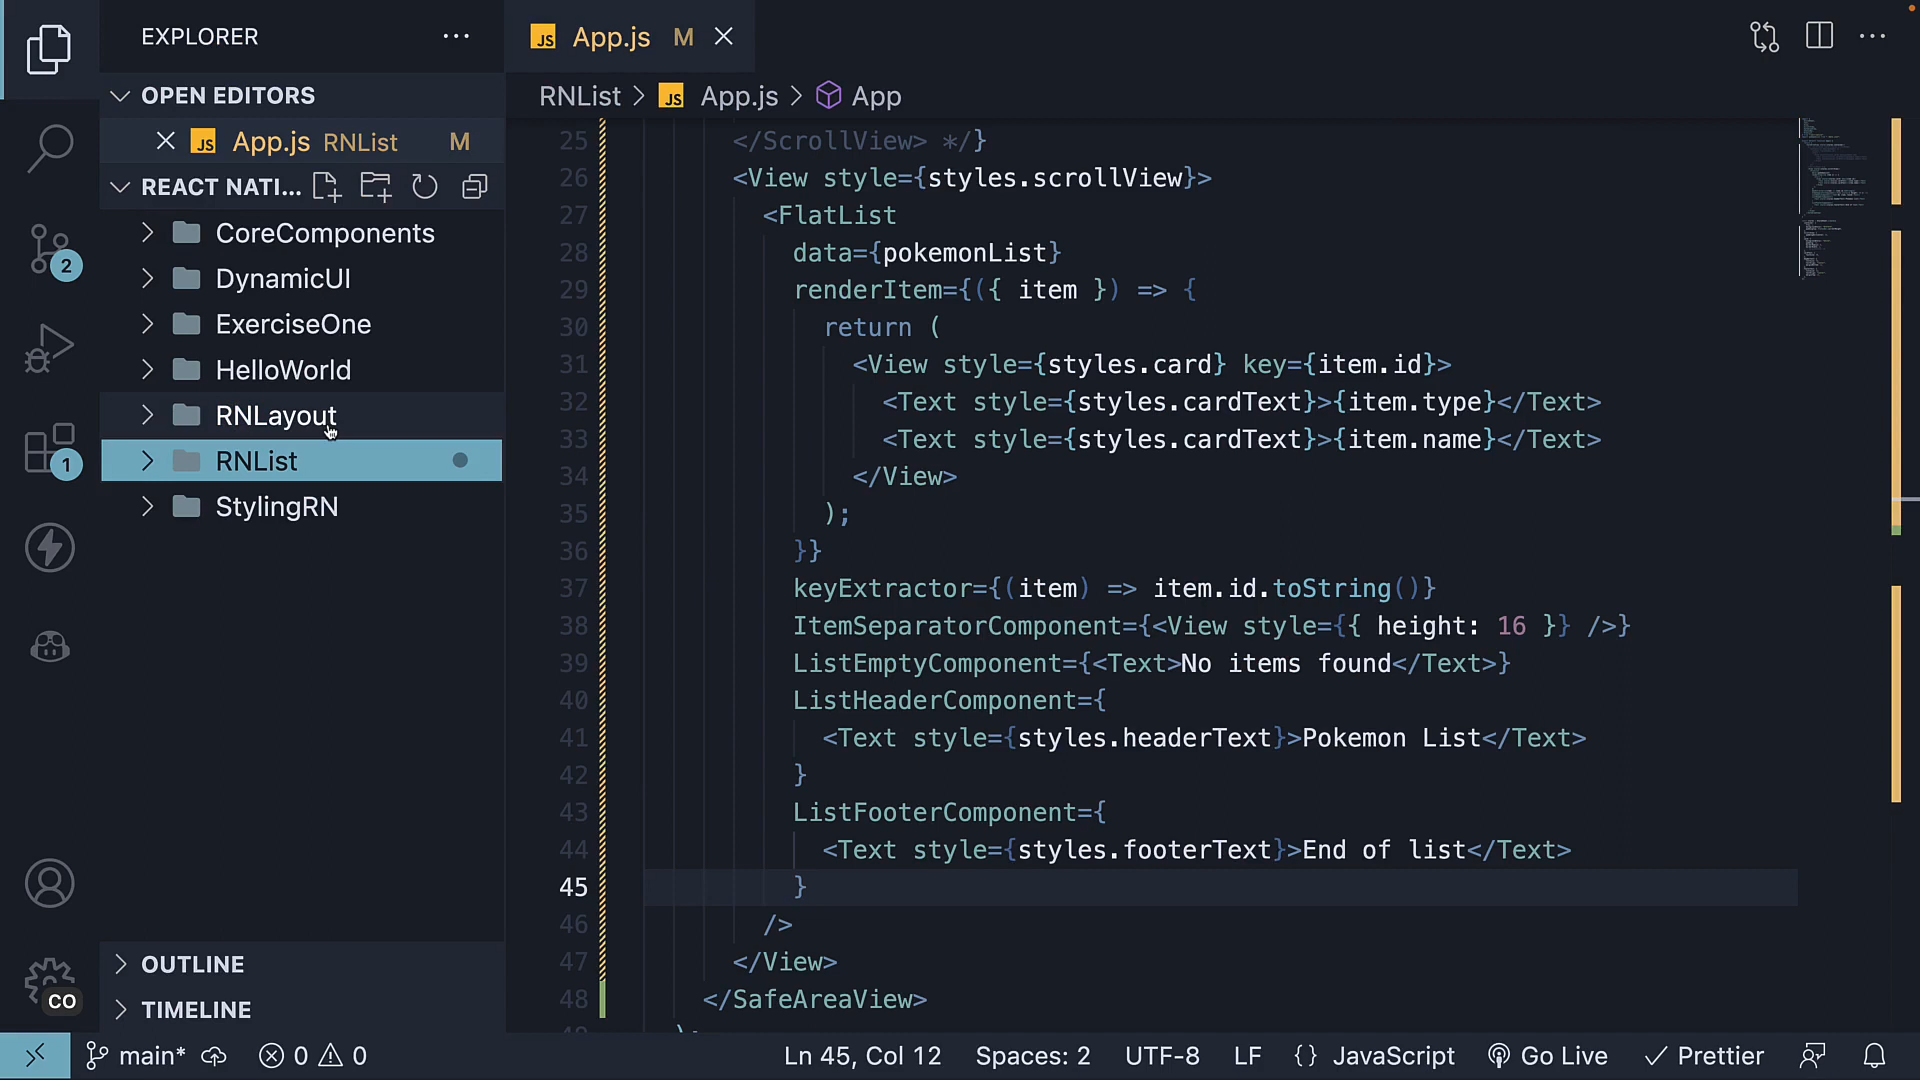 EXPLORER
OPEN EDITORS
JS App.js RNList M
REACT NATI...
CoreComponents
DynamicUI
ExerciseOne
HelloWorld
RNLayout
RNList
StylingRN
OUTLINE
TIMELINE
2
1
CO
JS App.js M
RNList > JS App.js > App
25 </ScrollView> */}
26 <View style={styles.scrollView}>
27 <FlatList
28 data={pokemonList}
29 renderItem={({ item }) => {
30 return (
31 <View style={styles.card} key={item.id}>
32 <Text style={styles.cardText}>{item.type}</Text>
33 <Text style={styles.cardText}>{item.name}</Text>
34 </View>
35 );
36 }}
37 keyExtractor={(item) => item.id.toString()}
38 ItemSeparatorComponent={<View style={{ height: 16 }} />}
39 ListEmptyComponent={<Text>No items found</Text>}
40 ListHeaderComponent={
41 <Text style={styles.headerText}>Pokemon List</Text>
42 }
43 ListFooterComponent={
44 <Text style={styles.footerText}>End of list</Text>
45 }
46 />
47 </View>
48 </SafeAreaView>
main* 0 0 Ln 45, Col 12 Spaces: 2 UTF-8 LF {} JavaScript Go Live Prettier